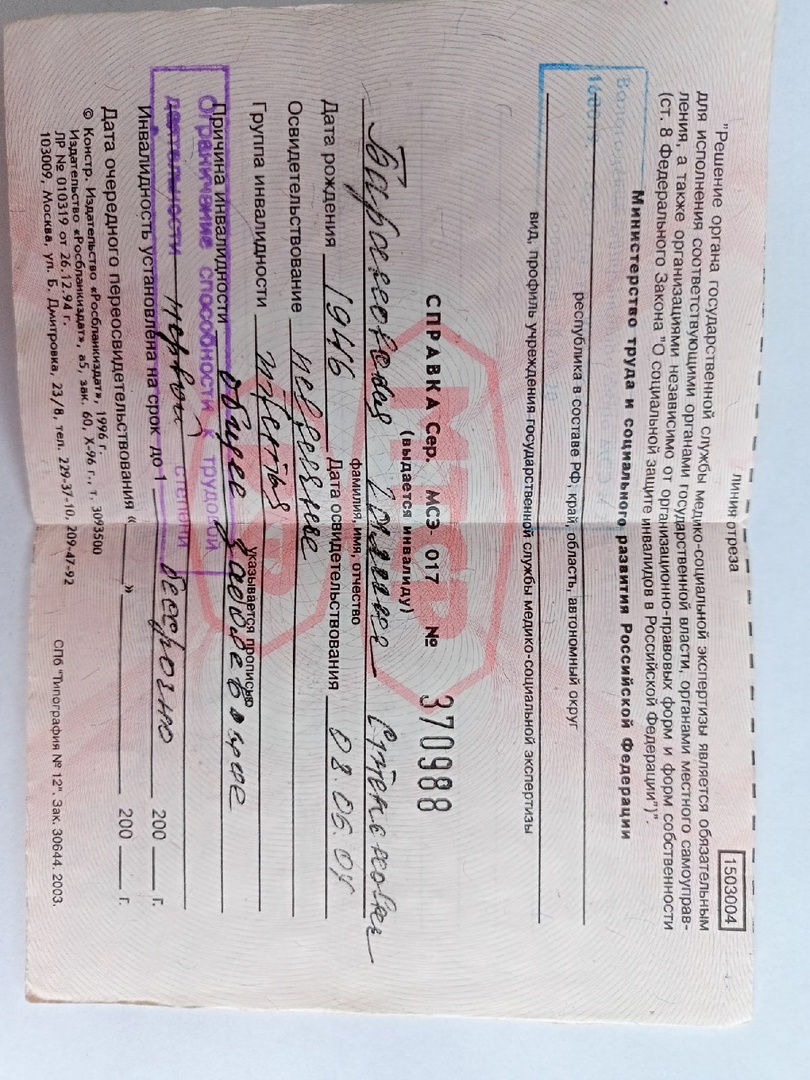 линия отреза
1503004
"Решение органа государственной службы медико-социальной экспертизы является обязательным
для исполнения соответствующими органами государственной власти, органами местного самоуправ-
ления, а также организациями независимо от организационно-правовых форм и форм собственности
(ст. 8 Федерального Закона "О социальной защите инвалидов в Российской Федерации")".
Министерство труда и социального развития Российской Федерации
республика в составе РФ, край, область, автономный округ
вид, профиль учреждения государственной службы медико-социальной экспертизы
СПРАВКА Сер. МСЭ- 017 № 370988
(выдается инвалиду)
фамилия, имя, отчество
Дата рождения 1946 Дата освидетельствования 08.06.04
Освидетельствование первичное
Группа инвалидности третья
указывается прописью
Причина инвалидности общее заболевание
Ограничение способности к трудовой
деятельности первой степени
Инвалидность установлена на срок до 1 бессрочно 200 г.
Дата очередного переосвидетельствования " " 200 г.
© Констр. Издательство «Росбланкиздат», 1996 г.
Издательство «Росбланкиздат», а5, зак. 60, X-96 г., т. 3093500
ЛР № 010319 от 26.12.94 г.
103009, Москва, ул. Б. Дмитровка, 23/8, тел. 229-37-10, 209-47-92
СПб "Типография № 12". Зак. 30644. 2003.